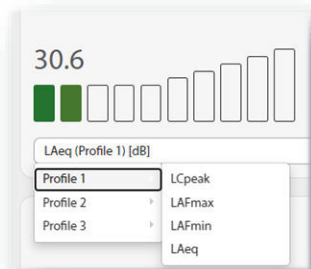 30.6
LAeq (Profile 1) [dB]
Profile 1
Profile 2
Profile 3
LCpeak
LAFmax
LAFmin
LAeq